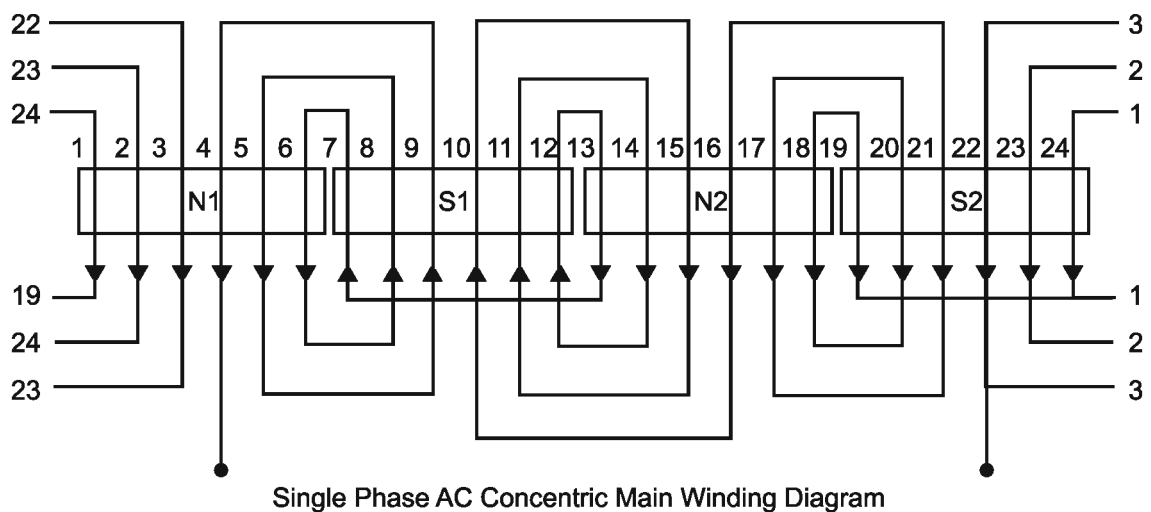 22 3
23 2
24 1
1 2 3 4 5 6 7 8 9 10 11 12 13 14 15 16 17 18 19 20 21 22 23 24
N1 S1 N2 S2
19 1
24 2
23 3
Single Phase AC Concentric Main Winding Diagram